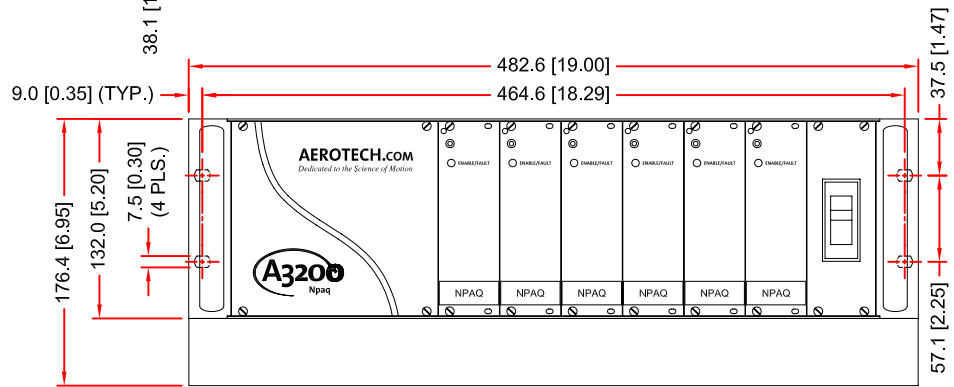 38.1 [1
482.6 [19.00]
37.5 [1.47]
9.0 [0.35] (TYP.)
464.6 [18.29]
AEROTECH.COM
Dedicated to the Science of Motion
ENABLE/FAULT ENABLE/FAULT ENABLE/FAULT ENABLE/FAULT ENABLE/FAULT ENABLE/FAULT
176.4 [6.95]
132.0 [5.20]
7.5 [0.30]
(4 PLS.)
A3200
Npaq
NPAQ NPAQ NPAQ NPAQ NPAQ NPAQ
57.1 [2.25]